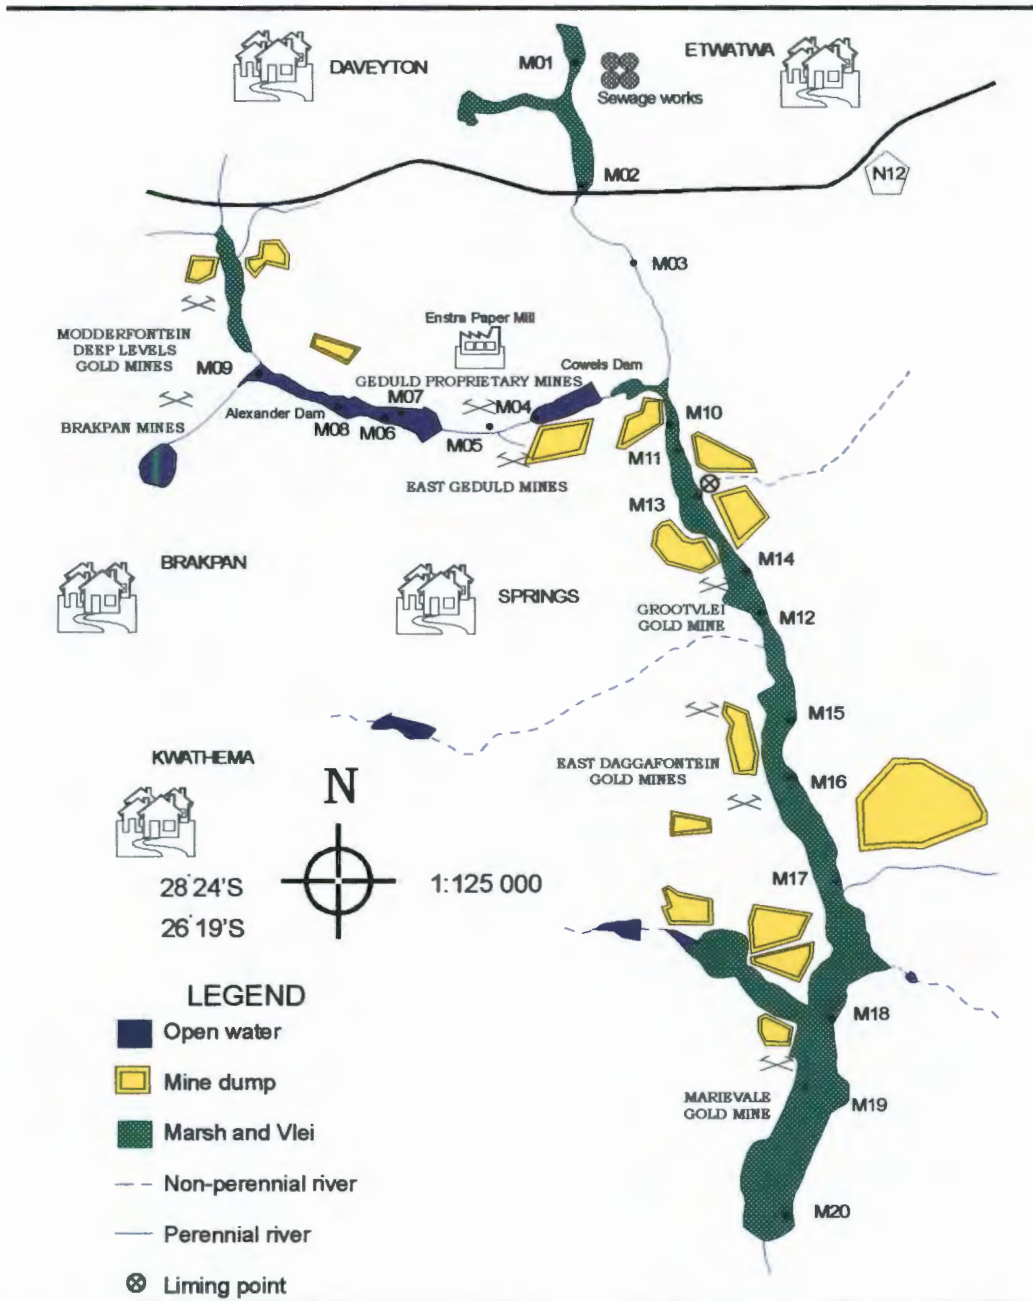 DAVEYTON
M01
ETWATWA
Sewage works
M02
N12
M03
Enstra Paper Mill
MODDERFONTEIN
DEEP LEVELS
GOLD MINES
M09
GEDULD PROPRIETARY MINES
Cowels Dam
M07
M04
M10
BRAKPAN MINES
Alexander Dam
M08
M06
M05
M11
EAST GEDULD MINES
M13
BRAKPAN
SPRINGS
M14
GROOTVLEI
GOLD MINE
M12
M15
KWATHEMA
EAST DAGGAFONTEIN
GOLD MINES
M16
N
28°24'S
26°19'S
1:125 000
M17
LEGEND
Open water
Mine dump
Marsh and Vlei
Non-perennial river
Perennial river
Liming point
M18
MARIEVALE
GOLD MINE
M19
M20